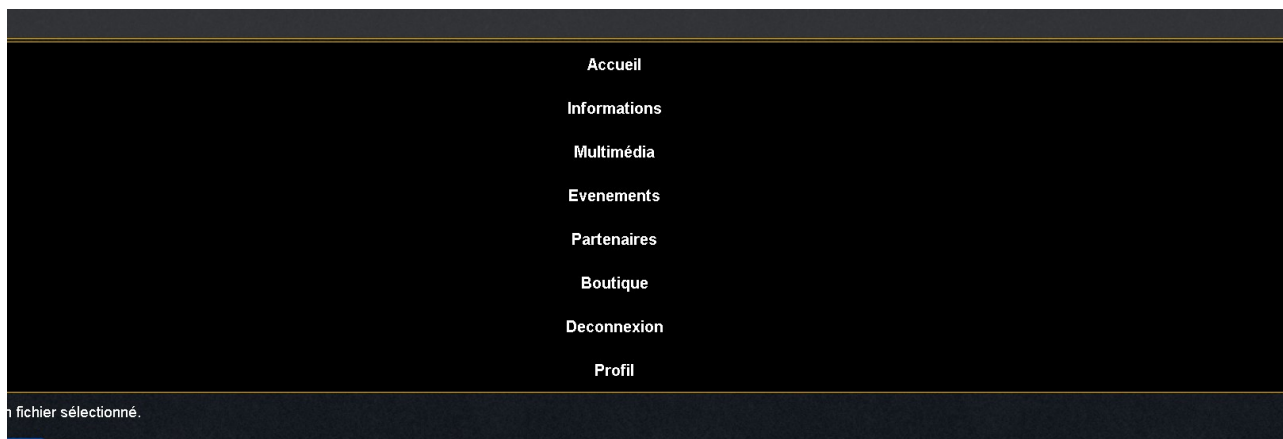 Accueil
Informations
Multimédia
Evenements
Partenaires
Boutique
Deconnexion
Profil
fichier sélectionné.